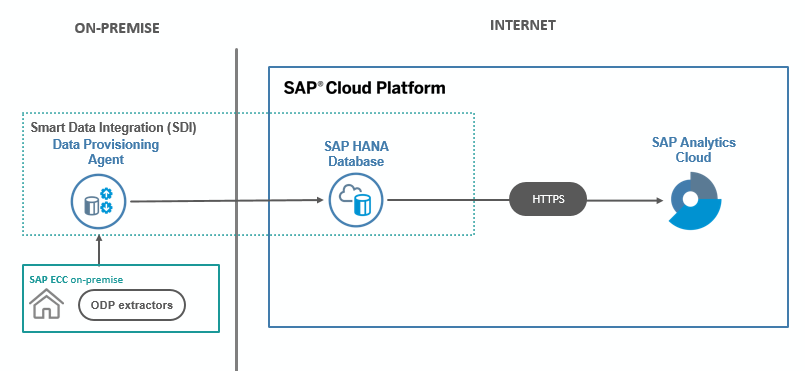 ON-PREMISE
INTERNET
SAP® Cloud Platform
Smart Data Integration (SDI)
Data Provisioning
Agent
SAP HANA
Database
SAP Analytics
Cloud
HTTPS
SAP ECC on-premise
ODP extractors